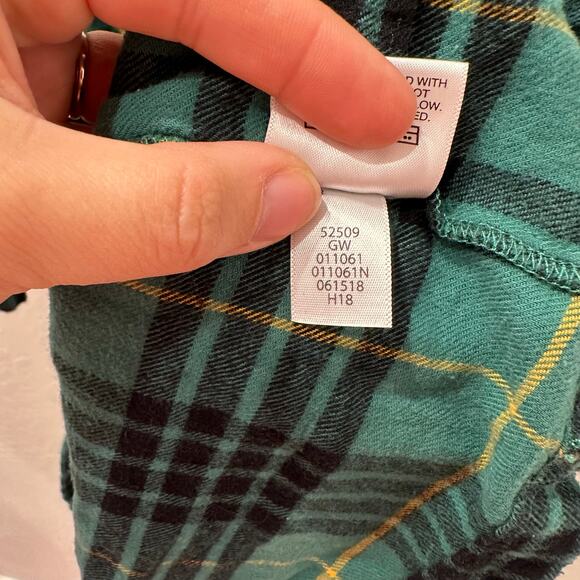 WITH
OT
LOW.
ED.
52509
GW
011061
011061N
061518
H18